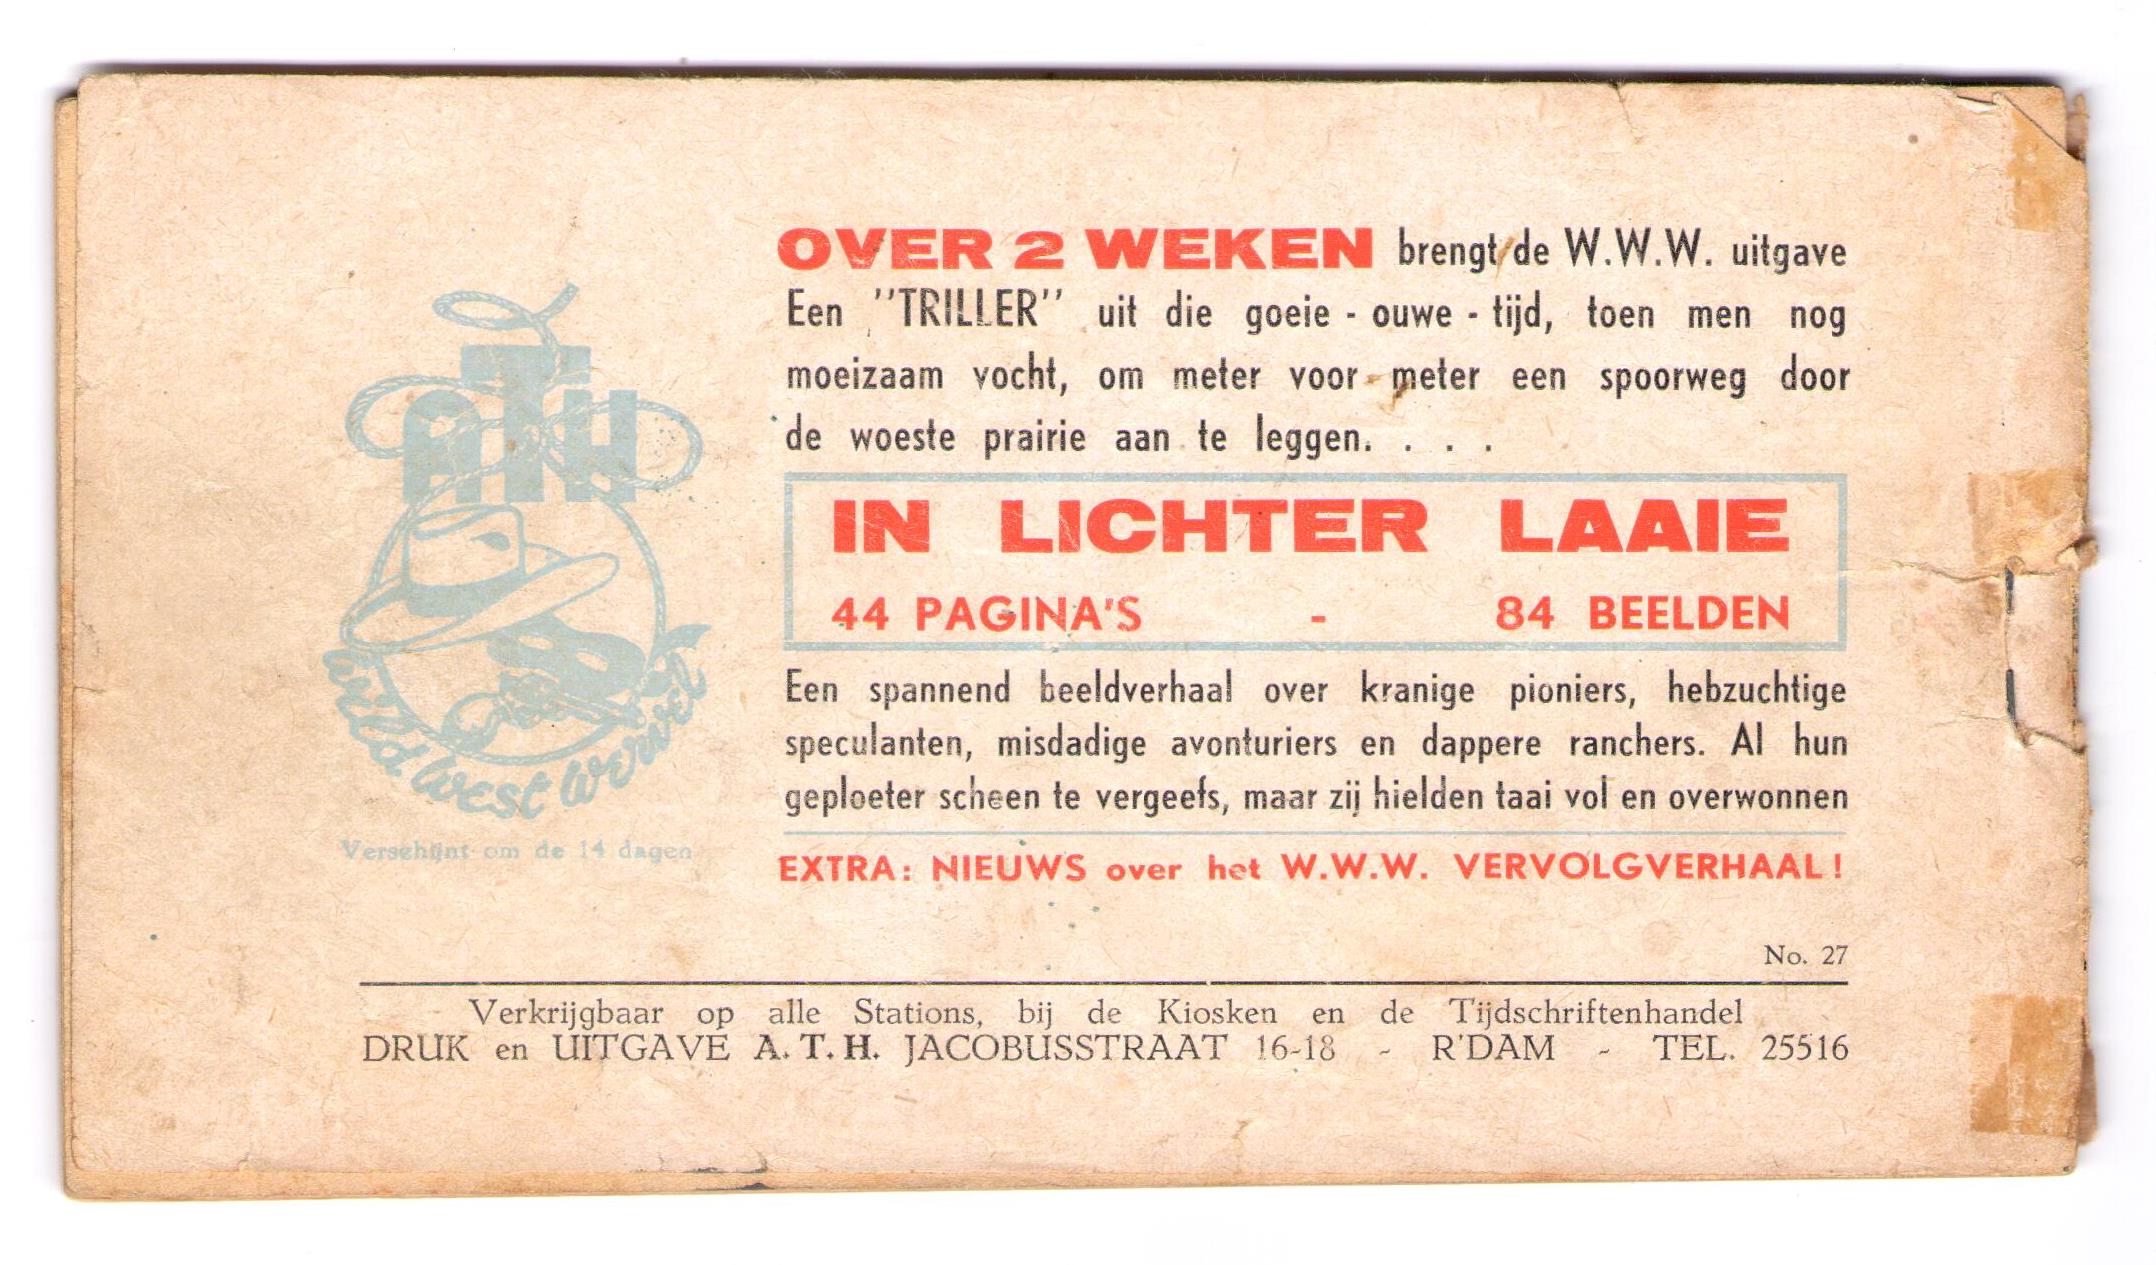 OVER 2 WEKEN brengt de W.W.W. uitgave
Een "TRILLER" uit die goeie - ouwe - tijd, toen men nog
moeizaam vocht, om meter voor meter een spoorweg door
de woeste prairie aan te leggen. . . .
IN LICHTER LAAIE
44 PAGINA'S - 84 BEELDEN
Een spannend beeldverhaal over kranige pioniers, hebzuchtige
speculanten, misdadige avonturiers en dappere ranchers. Al hun
geploeter scheen te vergeefs, maar zij hielden taai vol en overwonnen
EXTRA: NIEUWS over het W.W.W. VERVOLGVERHAAL!
ATH
wild west wervel
Verschijnt om de 14 dagen
No. 27
Verkrijgbaar op alle Stations, bij de Kiosken en de Tijdschriftenhandel
DRUK en UITGAVE A.T.H. JACOBUSSTRAAT 16-18 - R'DAM - TEL. 25516